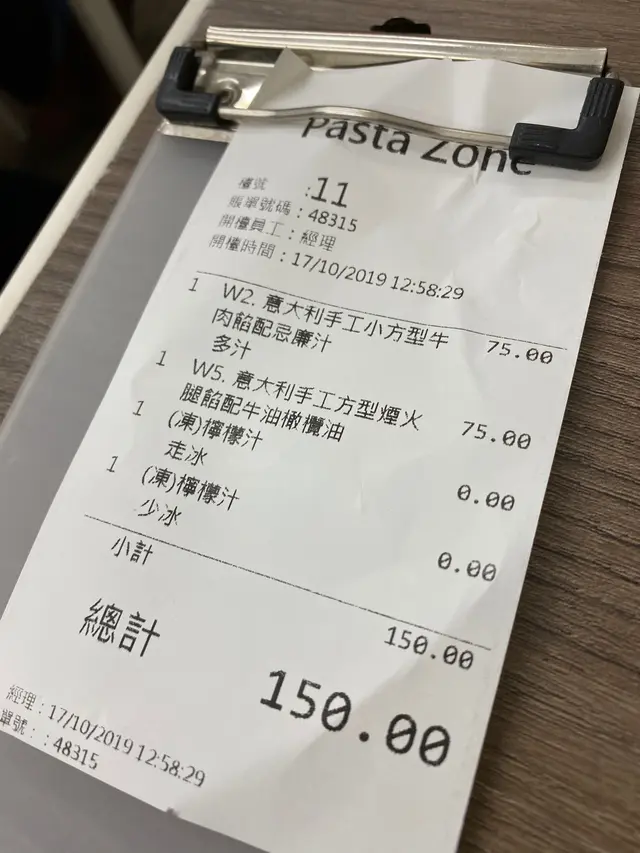 Pasta Zone
檯號 :11
賬單號碼：48315
開檯員工：經理
開檯時間：17/10/2019 12:58:29
1 W2. 意大利手工小方型牛 75.00
肉餡配忌廉汁
多汁
1 W5. 意大利手工方型煙火 75.00
腿餡配牛油橄欖油
1 (凍)檸檬汁 0.00
走冰
1 (凍)檸檬汁 0.00
少冰
小計 150.00
總計 150.00
經理：17/10/2019 12:58:29
單號：: 48315